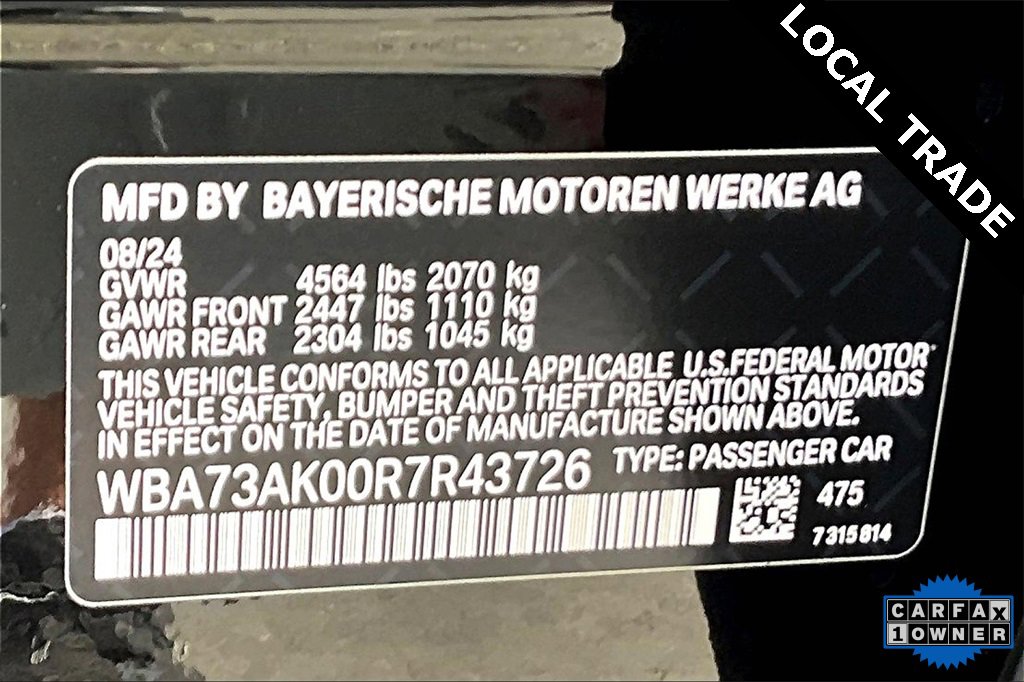 LOCAL TRADE
MFD BY BAYERISCHE MOTOREN WERKE AG
08/24
GVWR 4564 lbs 2070 kg
GAWR FRONT 2447 lbs 1110 kg
GAWR REAR 2304 lbs 1045 kg
THIS VEHICLE CONFORMS TO ALL APPLICABLE U.S.FEDERAL MOTOR
VEHICLE SAFETY, BUMPER AND THEFT PREVENTION STANDARDS
IN EFFECT ON THE DATE OF MANUFACTURE SHOWN ABOVE.
WBA73AK00R7R43726 TYPE: PASSENGER CAR
475
7315814
CARFAX
1 OWNER